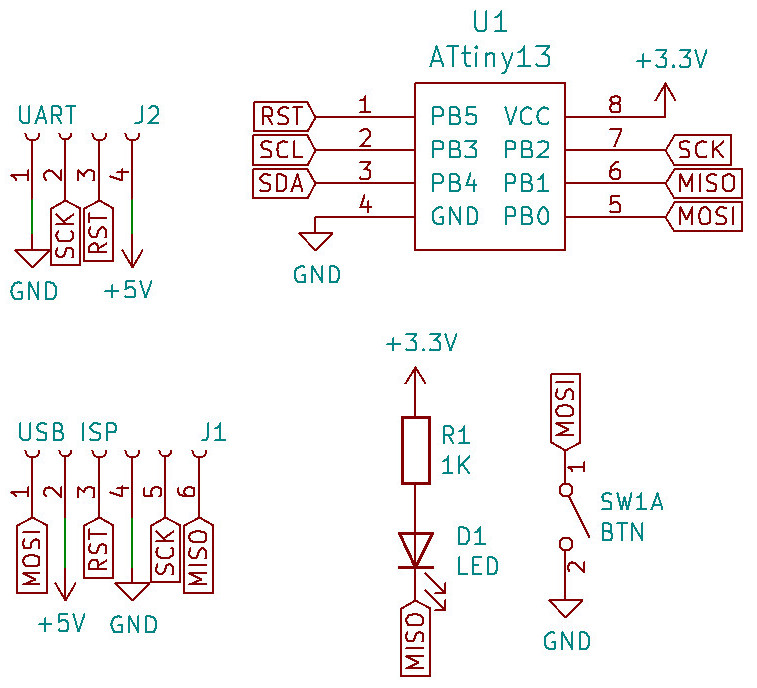 U1
ATtiny13
+3.3V
RST 1 PB5 VCC 8
SCL 2 PB3 PB2 7 SCK
SDA 3 PB4 PB1 6 MISO
4 GND PB0 5 MOSI
GND
UART J2
1 2 3 4
SCK RST
GND +5V
USB ISP J1
1 2 3 4 5 6
MOSI RST SCK MISO
+5V GND
+3.3V
R1
1K
D1
LED
MISO
MOSI
1
SW1A
BTN
2
GND